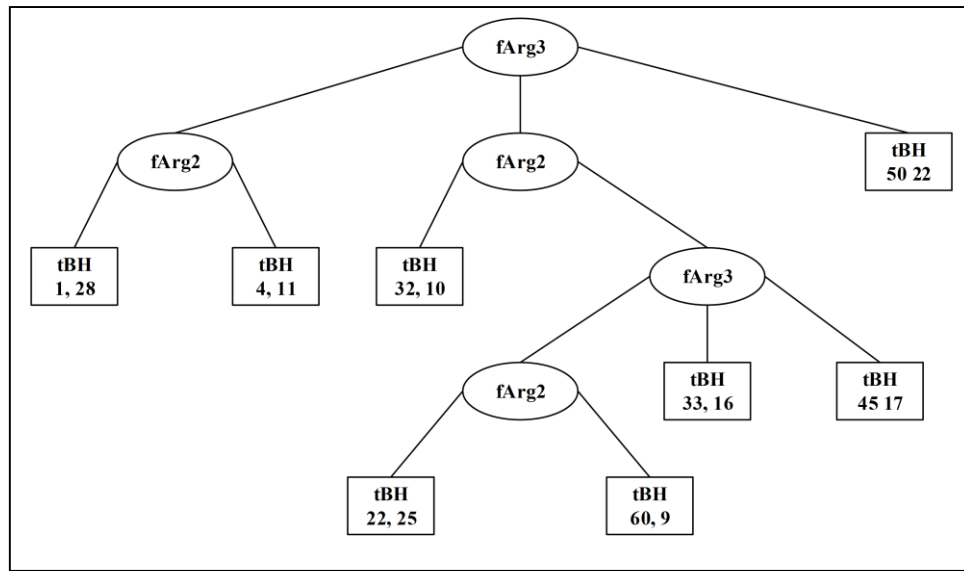 fArg3
fArg2
fArg2
tBH
50 22
tBH
1, 28
tBH
4, 11
tBH
32, 10
fArg3
fArg2
tBH
33, 16
tBH
45 17
tBH
22, 25
tBH
60, 9